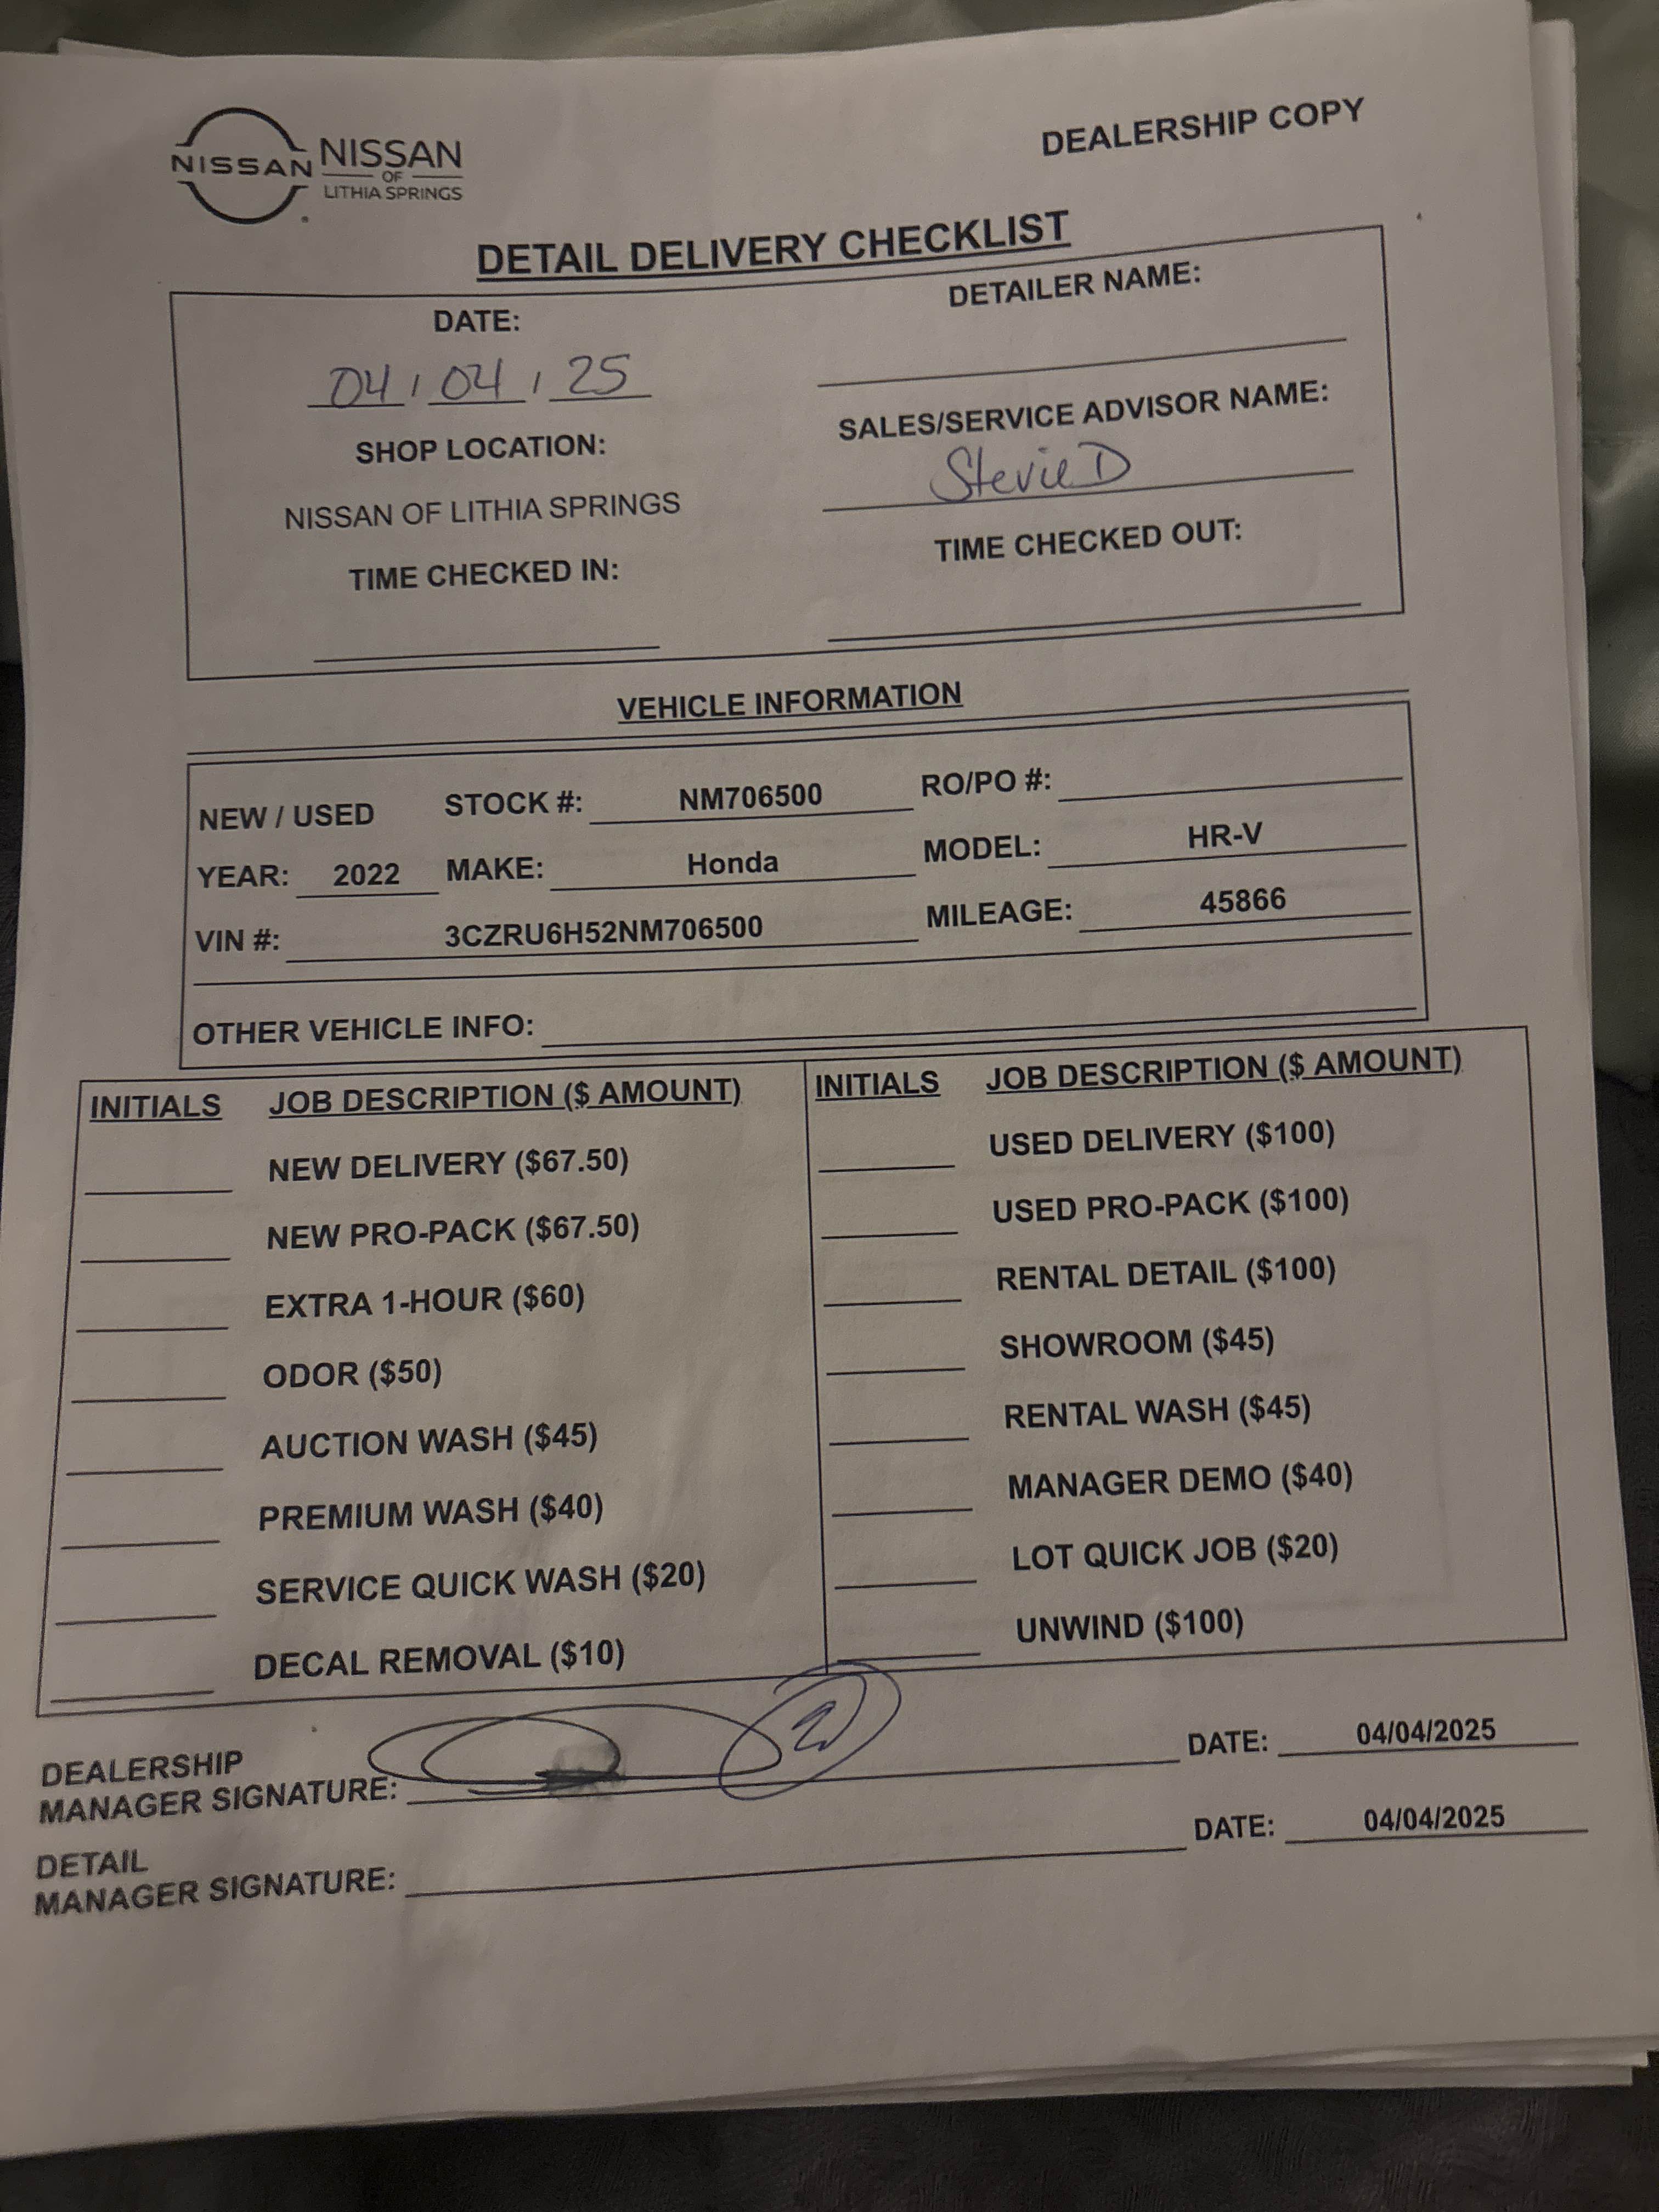 DEALERSHIP COPY
NISSAN NISSAN
OF
LITHIA SPRINGS
DETAIL DELIVERY CHECKLIST
DATE: DETAILER NAME:
04 / 04 / 25
SHOP LOCATION: SALES/SERVICE ADVISOR NAME:
NISSAN OF LITHIA SPRINGS Stevie D
TIME CHECKED IN: TIME CHECKED OUT:
VEHICLE INFORMATION
NEW / USED STOCK #: NM706500 RO/PO #:
YEAR: 2022 MAKE: Honda MODEL: HR-V
VIN #: 3CZRU6H52NM706500 MILEAGE: 45866
OTHER VEHICLE INFO:
INITIALS JOB DESCRIPTION ($ AMOUNT) INITIALS JOB DESCRIPTION ($ AMOUNT)
NEW DELIVERY ($67.50) USED DELIVERY ($100)
NEW PRO-PACK ($67.50) USED PRO-PACK ($100)
EXTRA 1-HOUR ($60) RENTAL DETAIL ($100)
ODOR ($50) SHOWROOM ($45)
AUCTION WASH ($45) RENTAL WASH ($45)
PREMIUM WASH ($40) MANAGER DEMO ($40)
SERVICE QUICK WASH ($20) LOT QUICK JOB ($20)
DECAL REMOVAL ($10) UNWIND ($100)
DEALERSHIP
MANAGER SIGNATURE: DATE: 04/04/2025
DETAIL
MANAGER SIGNATURE: DATE: 04/04/2025